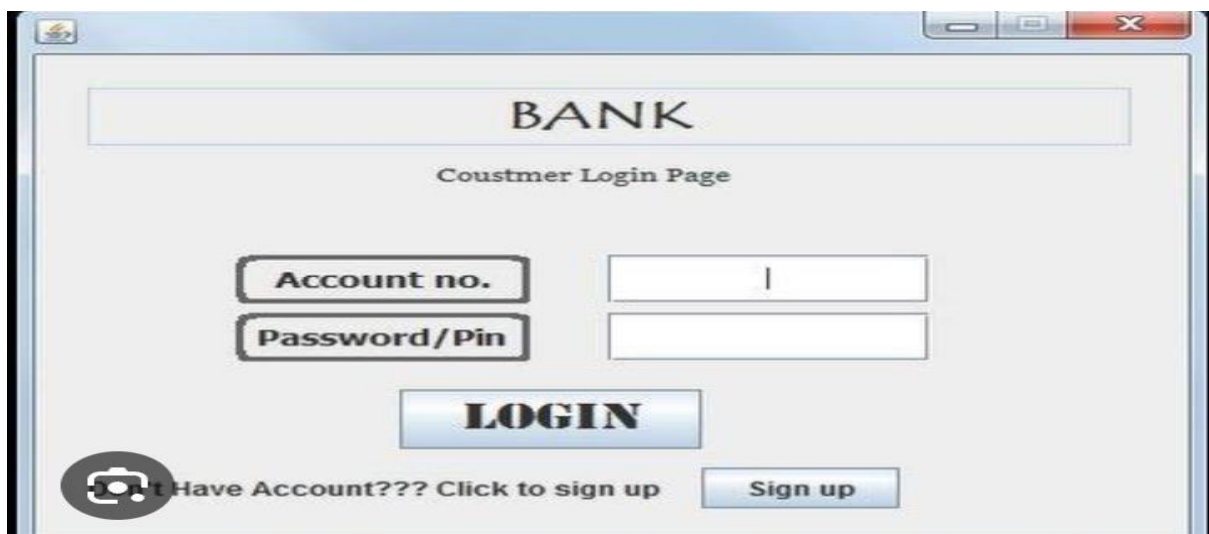 BANK
Coustmer Login Page
Account no.
Password/Pin
LOGIN
Have Account??? Click to sign up Sign up